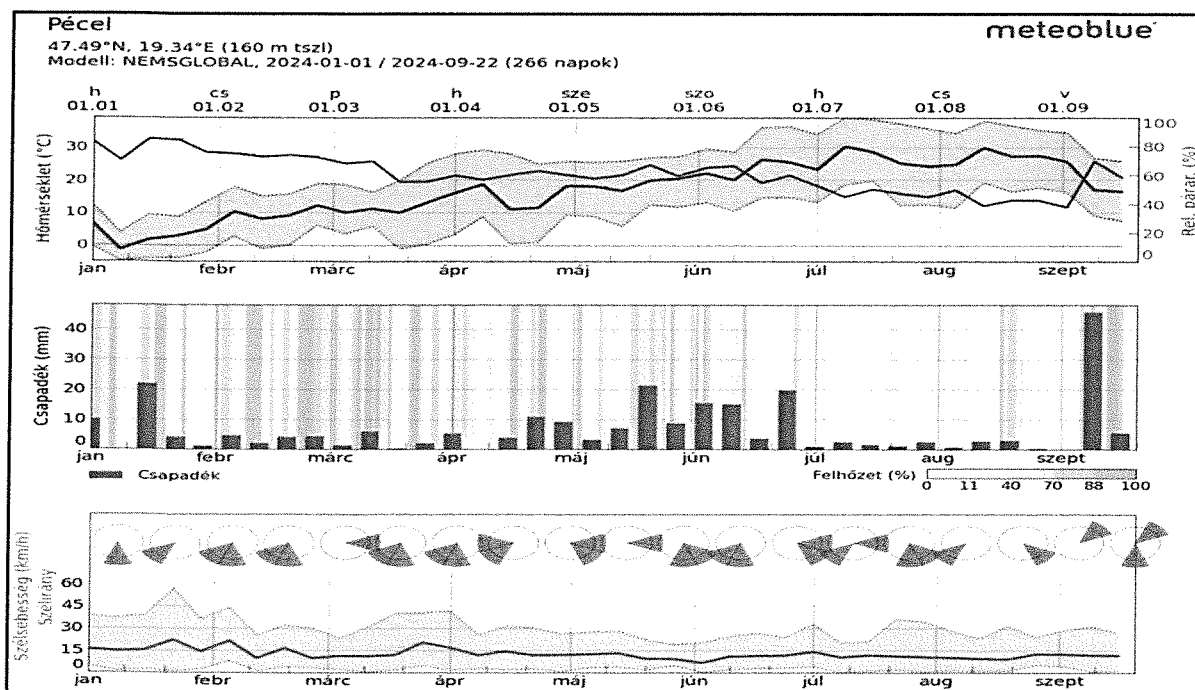 Pécel
meteoblue
47.49°N, 19.34°E (160 m tszl)
Modell: NEMSGLOBAL, 2024-01-01 / 2024-09-22 (266 napok)
h cs p h sze szo h cs v
01.01 01.02 01.03 01.04 01.05 01.06 01.07 01.08 01.09
Hőmérséklet (°C)
30
20
10
0
100
80
60
40
20
0
Rel. párat. (%)
jan febr márc ápr máj jún júl aug szept
Csapadék (mm)
40
30
20
10
0
jan febr márc ápr máj jún júl aug szept
Csapadék
Felhőzet (%) 0 11 40 70 88 100
Szélsebesség (km/h)
Szélirány
60
45
30
15
0
jan febr márc ápr máj jún júl aug szept